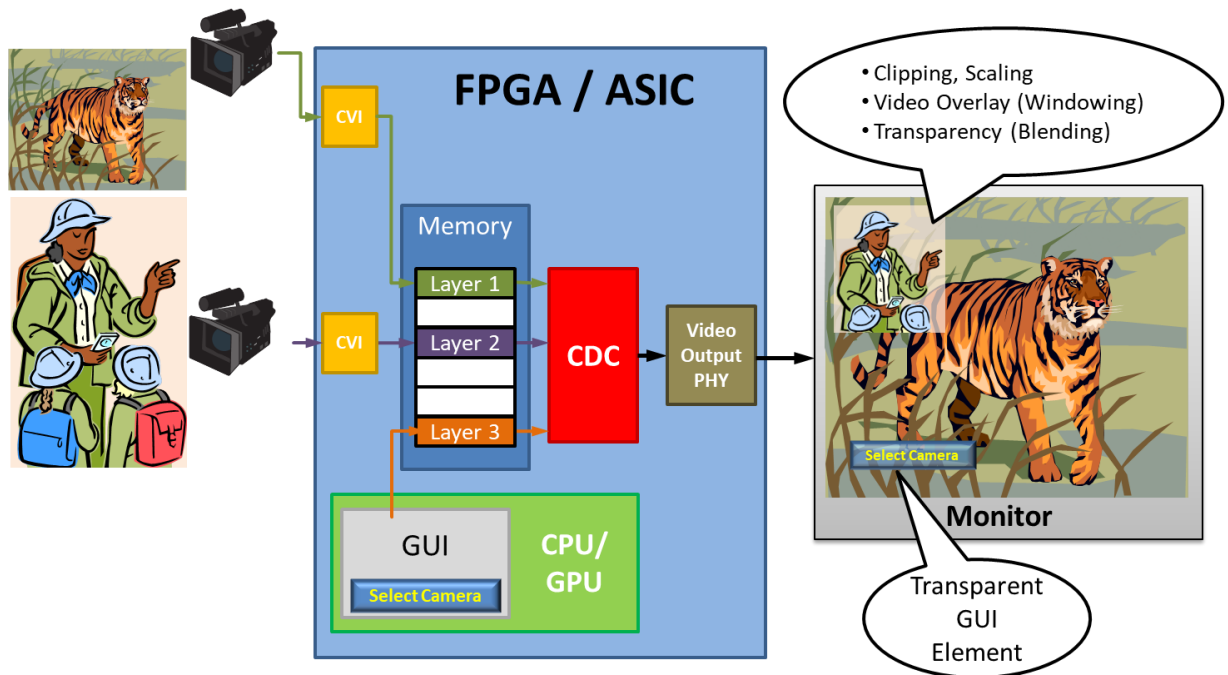 FPGA / ASIC
CVI
Memory
Layer 1
CVI
Layer 2
Layer 3
CDC
Video
Output
PHY
GUI
Select Camera
CPU/
GPU
• Clipping, Scaling
• Video Overlay (Windowing)
• Transparency (Blending)
Select Camera
Monitor
Transparent
GUI
Element